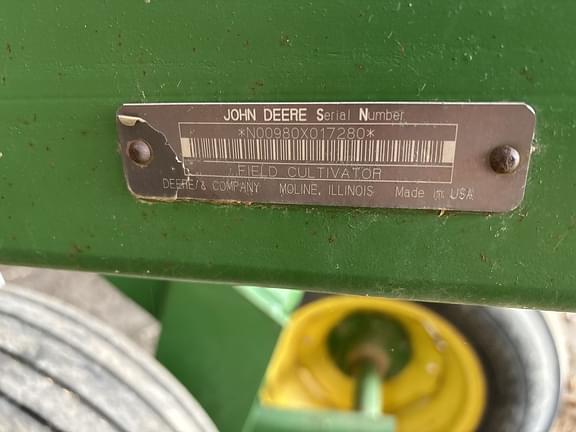 JOHN DEERE Serial Number
*N00980X017280*
FIELD CULTIVATOR
DEERE & COMPANY MOLINE, ILLINOIS Made in USA